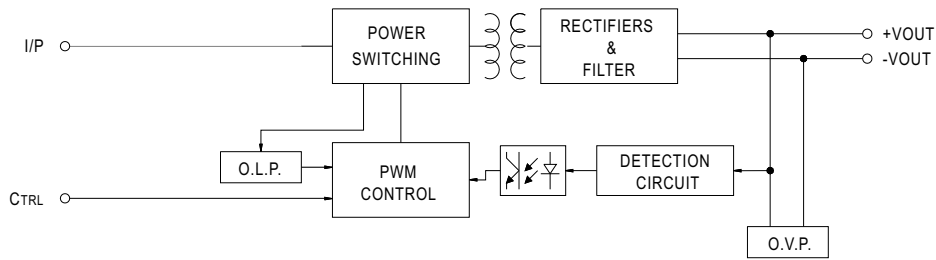 I/P
POWER
SWITCHING
RECTIFIERS
&
FILTER
+VOUT
-VOUT
O.L.P.
PWM
CONTROL
DETECTION
CIRCUIT
CTRL
O.V.P.